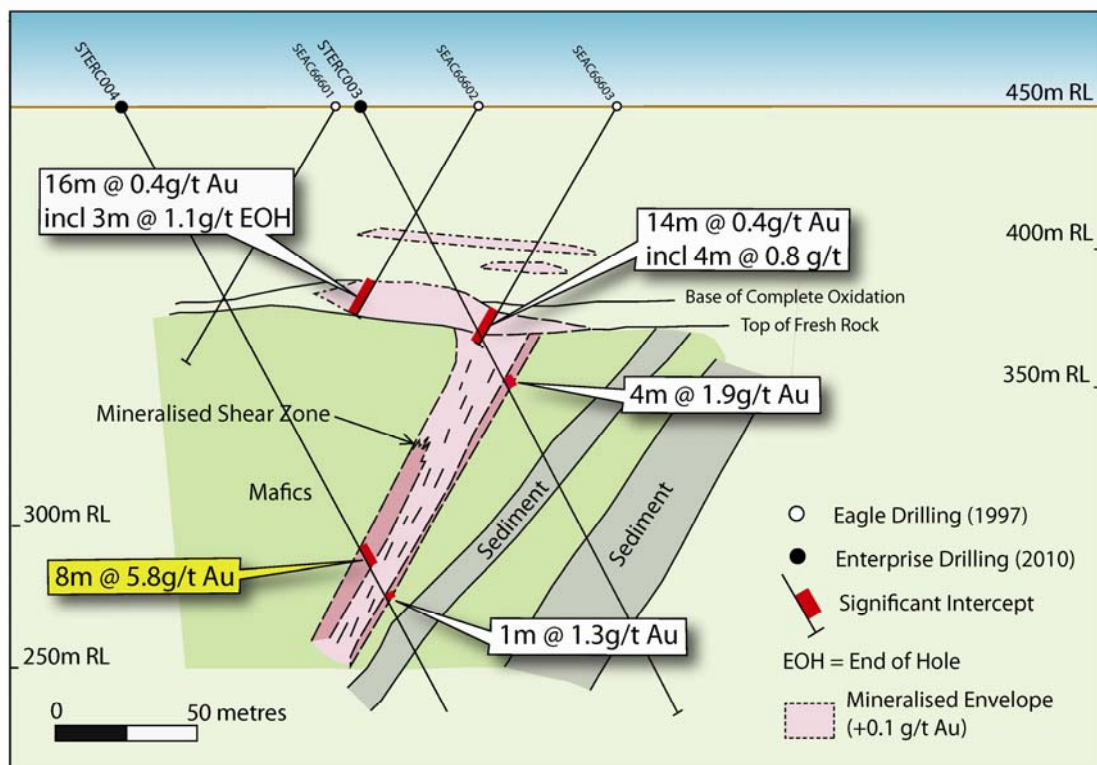 STERC004
SEAC66601
STERC003
SEAC66602
SEAC66603
450m RL
16m @ 0.4g/t Au
incl 3m @ 1.1g/t EOH
14m @ 0.4g/t Au
incl 4m @ 0.8 g/t
400m RL
Base of Complete Oxidation
Top of Fresh Rock
350m RL
4m @ 1.9g/t Au
Mineralised Shear Zone
Mafics
Sediment
Sediment
300m RL
8m @ 5.8g/t Au
1m @ 1.3g/t Au
250m RL
0 50 metres
Eagle Drilling (1997)
Enterprise Drilling (2010)
Significant Intercept
EOH = End of Hole
Mineralised Envelope
(+0.1 g/t Au)